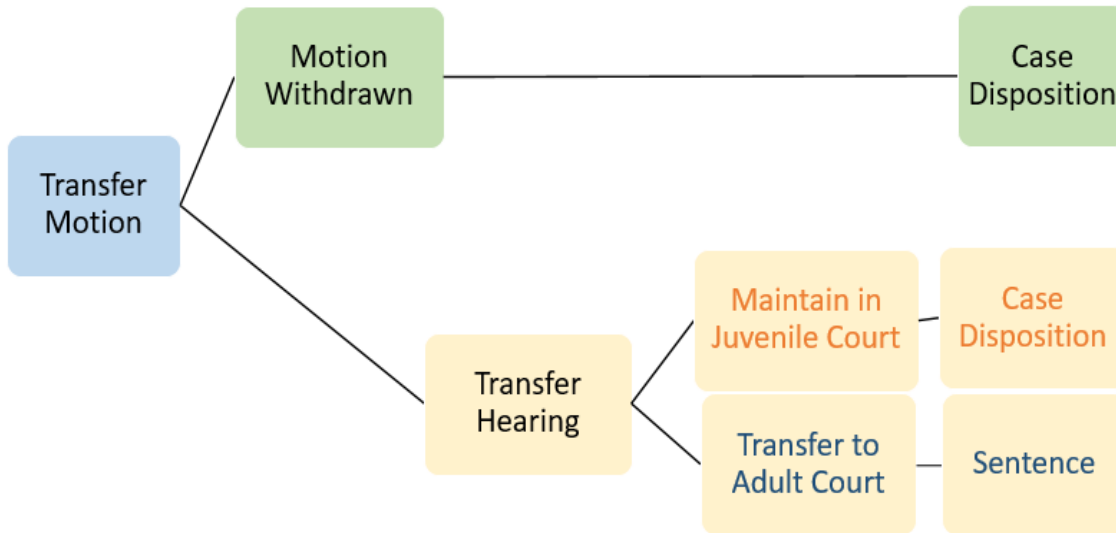 Motion
Withdrawn
Case
Disposition
Transfer
Motion
Transfer
Hearing
Maintain in
Juvenile Court
Case
Disposition
Transfer to
Adult Court
Sentence